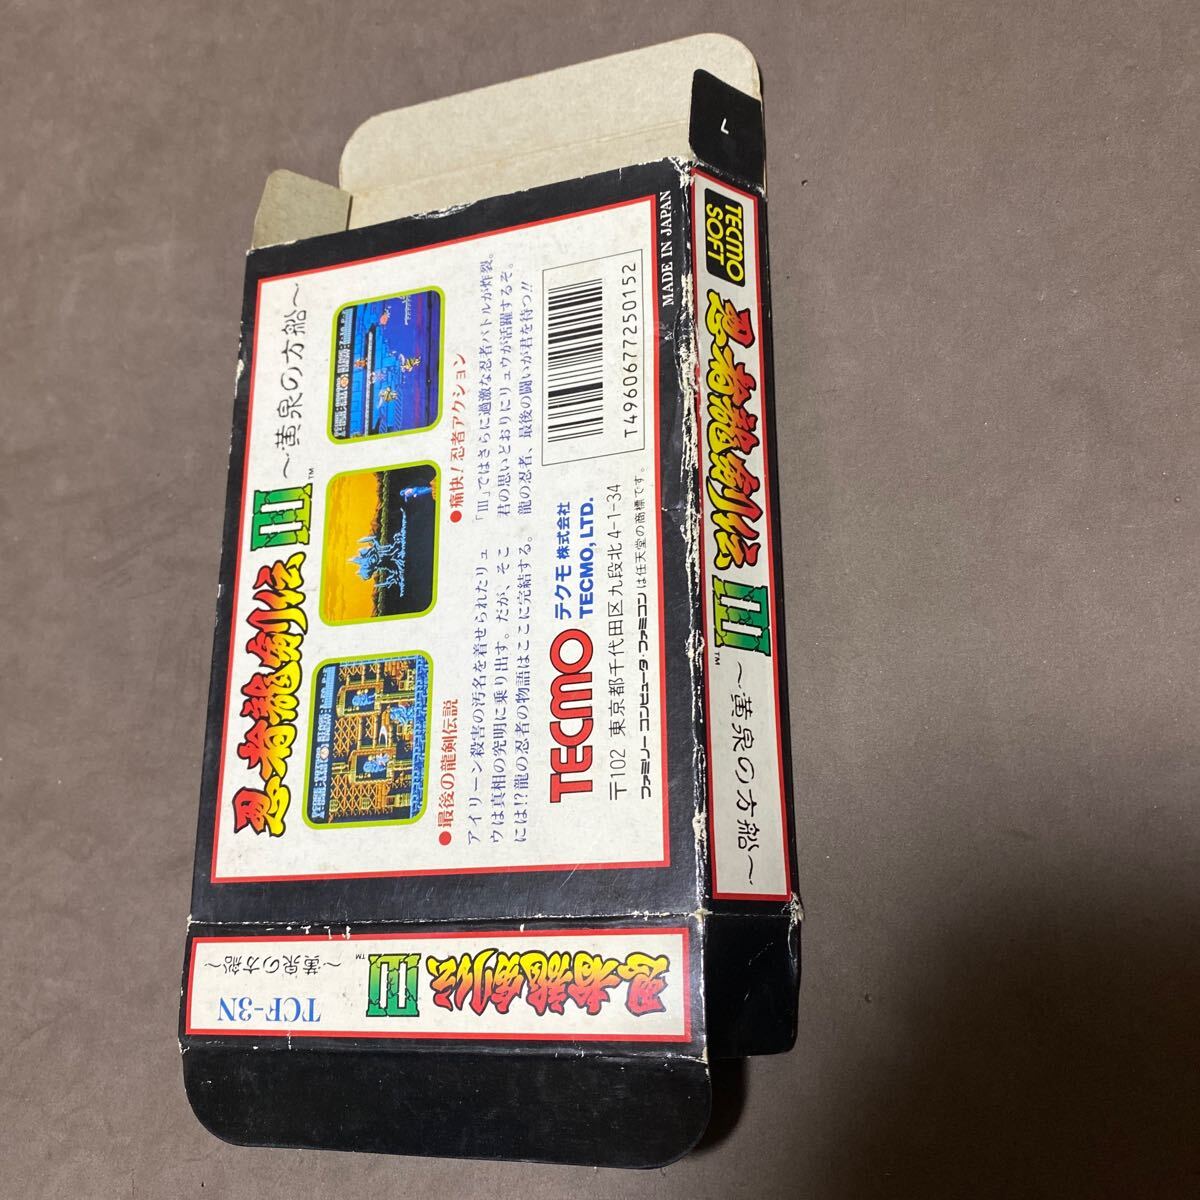 忍者龍剣伝 III ™
～黄泉の方船～
●最後の龍剣伝説
アイリーン殺害の汚名を着せられたリュ
ウは真相の究明に乗り出す。だが、そこ
には!?龍の忍者の物語はここに完結する。
●痛快!忍者アクション
「III」ではさらに過激な忍者バトルが炸裂。
君の思いどおりにリュウが活躍するぞ。
龍の忍者、最後の闘いが君を待つ!!
TECMO テクモ 株式会社
TECMO, LTD.
〒102 東京都千代田区九段北4-1-34
ファミリーコンピュータ・ファミコンは任天堂の商標です。
T4960677250152
MADE IN JAPAN
TECMO
SOFT
忍者龍剣伝 III ™
～黄泉の方船～
忍者龍剣伝 III ™
～黄泉の方船～
TCF-3N